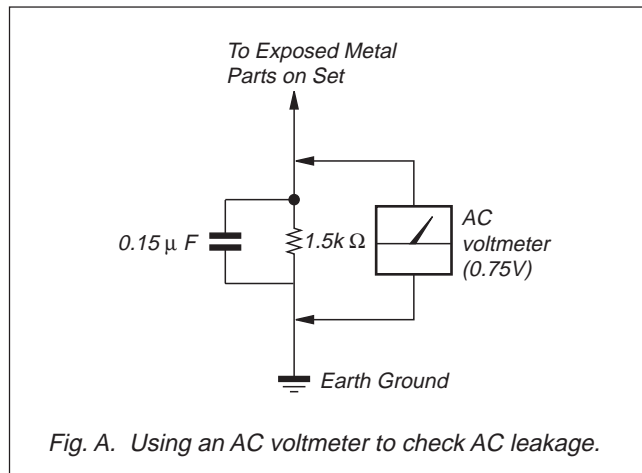 To Exposed Metal
Parts on Set
0.15 μ F
1.5k Ω
AC
voltmeter
(0.75V)
Earth Ground
Fig. A. Using an AC voltmeter to check AC leakage.